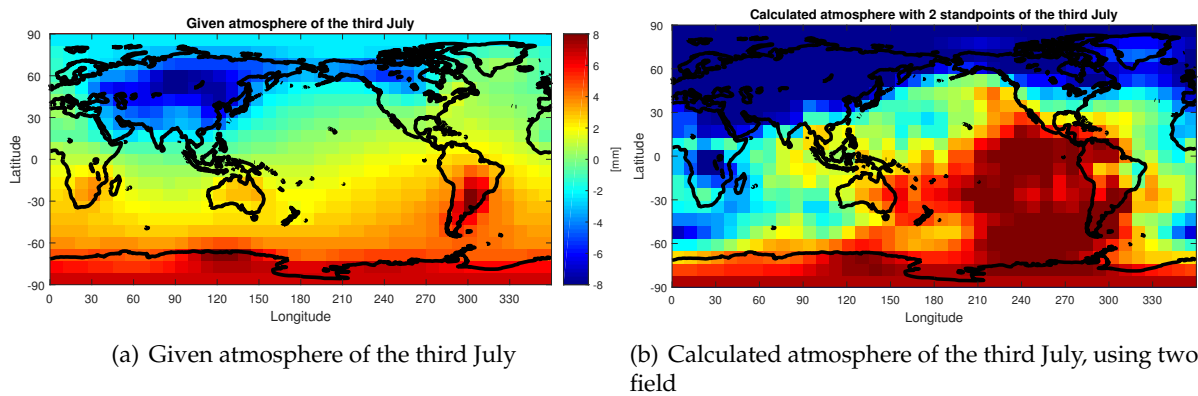 Given atmosphere of the third July
90
60
30
0
-30
-60
-90
Latitude
0 30 60 90 120 150 180 210 240 270 300 330
Longitude
8
6
4
2
0
-2
-4
-6
-8
[mm]
(a) Given atmosphere of the third July
Calculated atmosphere with 2 standpoints of the third July
90
60
30
0
-30
-60
-90
Latitude
0 30 60 90 120 150 180 210 240 270 300 330
Longitude
(b) Calculated atmosphere of the third July, using two
field